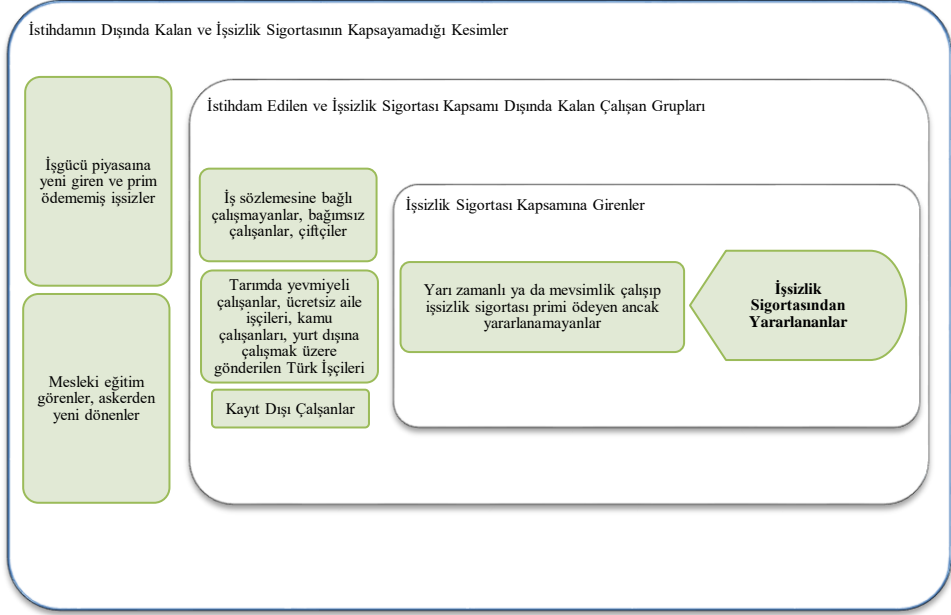 İstihdamın Dışında Kalan ve İşsizlik Sigortasının Kapsayamadığı Kesimler
İşgücü piyasaına
yeni giren ve prim
ödememiş işsizler
Mesleki eğitim
görenler, askerden
yeni dönenler
İstihdam Edilen ve İşsizlik Sigortası Kapsamı Dışında Kalan Çalışan Grupları
İş sözlemesine bağlı
çalışmayanlar, bağımsız
çalışanlar, çiftçiler
Tarımda yevmiyeli
çalışanlar, ücretsiz aile
işçileri, kamu
çalışanları, yurt dışına
çalışmak üzere
gönderilen Türk İşçileri
Kayıt Dışı Çalşanlar
İşsizlik Sigortası Kapsamına Girenler
Yarı zamanlı ya da mevsimlik çalışıp
işsizlik sigortası primi ödeyen ancak
yararlanamayanlar
İşsizlik
Sigortasından
Yararlananlar